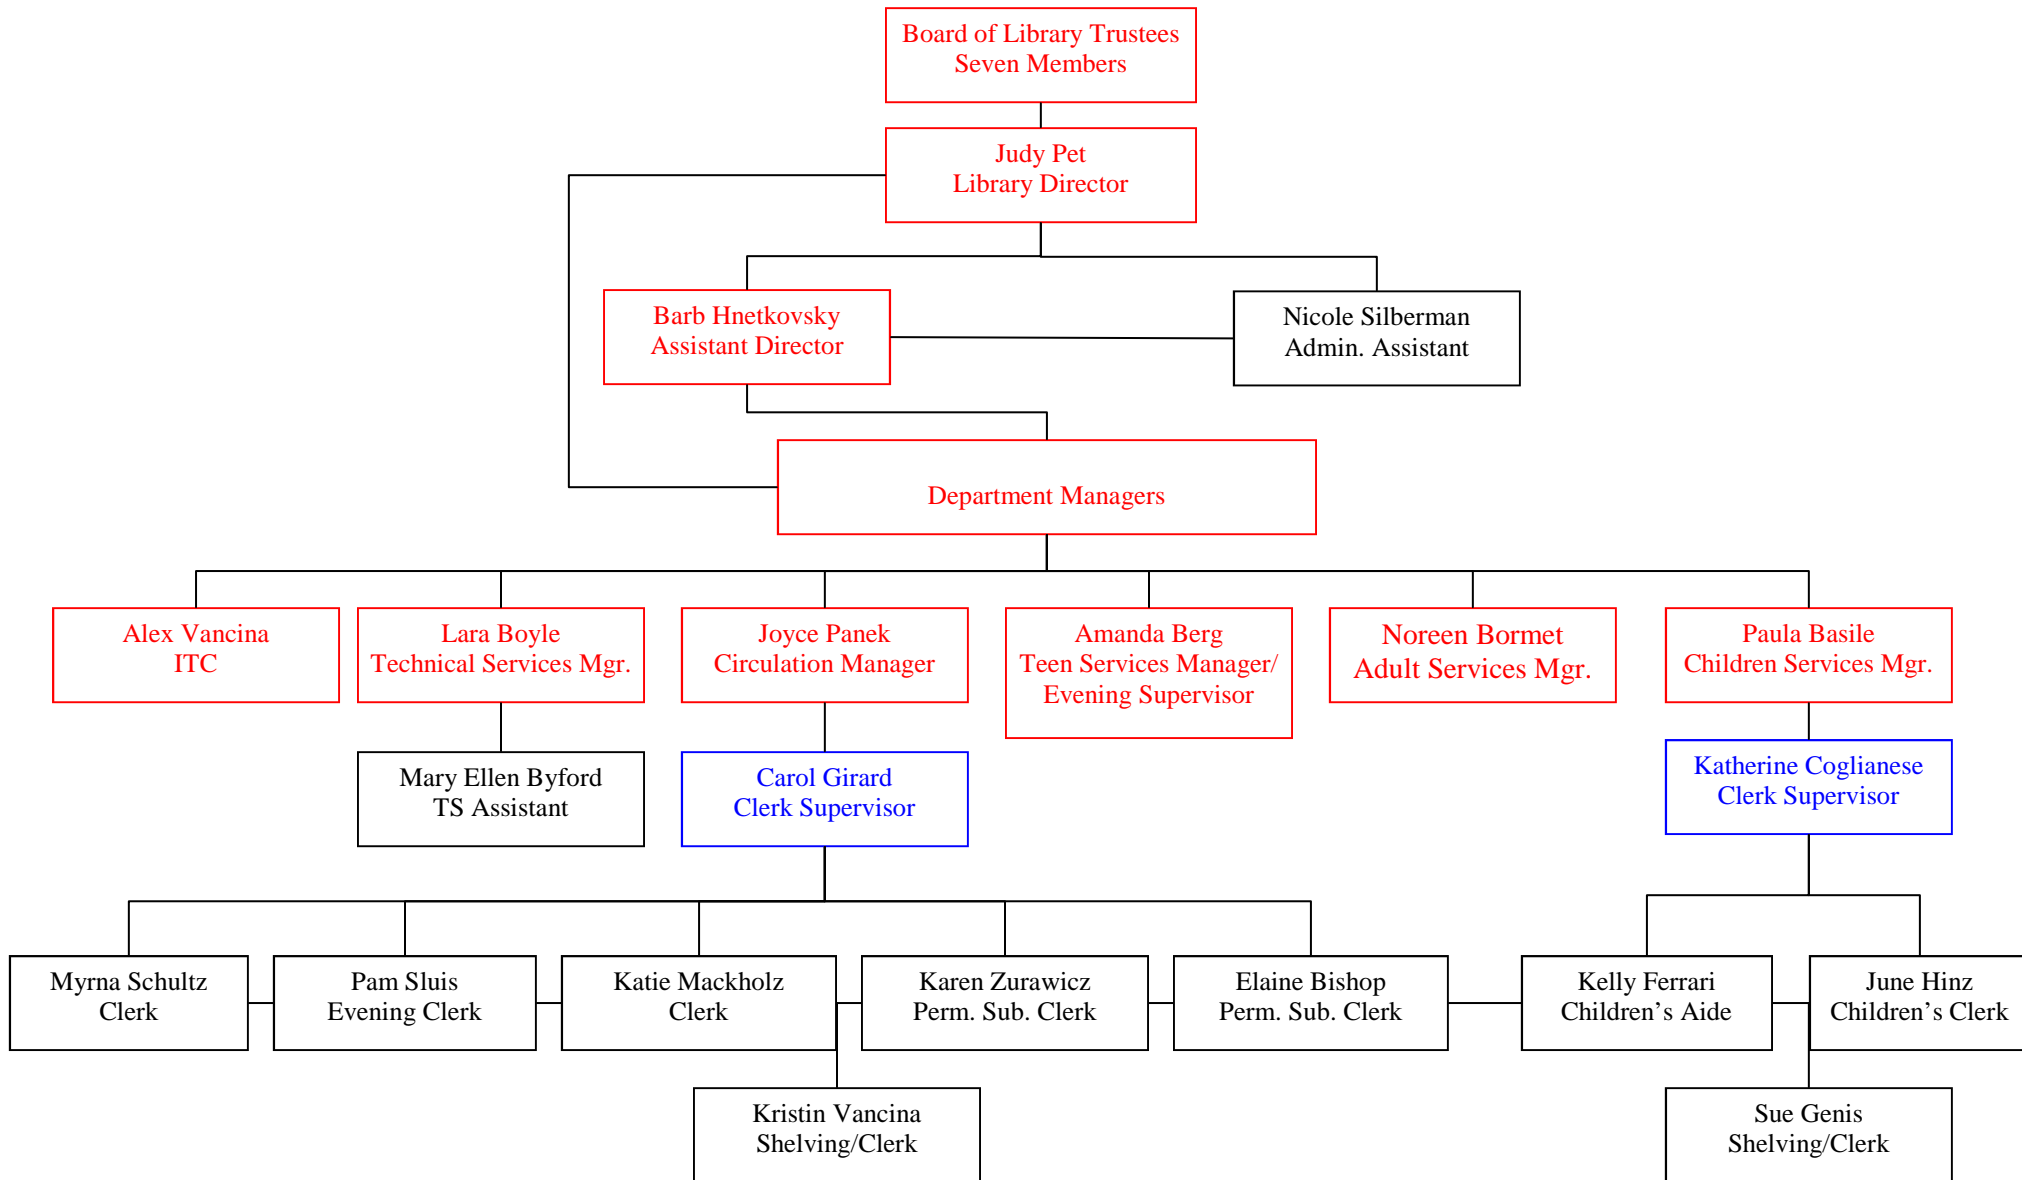 Board of Library Trustees
Seven Members
Judy Pet
Library Director
Barb Hnetkovsky
Assistant Director
Nicole Silberman
Admin. Assistant
Department Managers
Alex Vancina
ITC
Lara Boyle
Technical Services Mgr.
Joyce Panek
Circulation Manager
Amanda Berg
Teen Services Manager/
Evening Supervisor
Noreen Bormet
Adult Services Mgr.
Paula Basile
Children Services Mgr.
Mary Ellen Byford
TS Assistant
Carol Girard
Clerk Supervisor
Katherine Coglianese
Clerk Supervisor
Myrna Schultz
Clerk
Pam Sluis
Evening Clerk
Katie Mackholz
Clerk
Karen Zurawicz
Perm. Sub. Clerk
Elaine Bishop
Perm. Sub. Clerk
Kelly Ferrari
Children’s Aide
June Hinz
Children’s Clerk
Kristin Vancina
Shelving/Clerk
Sue Genis
Shelving/Clerk